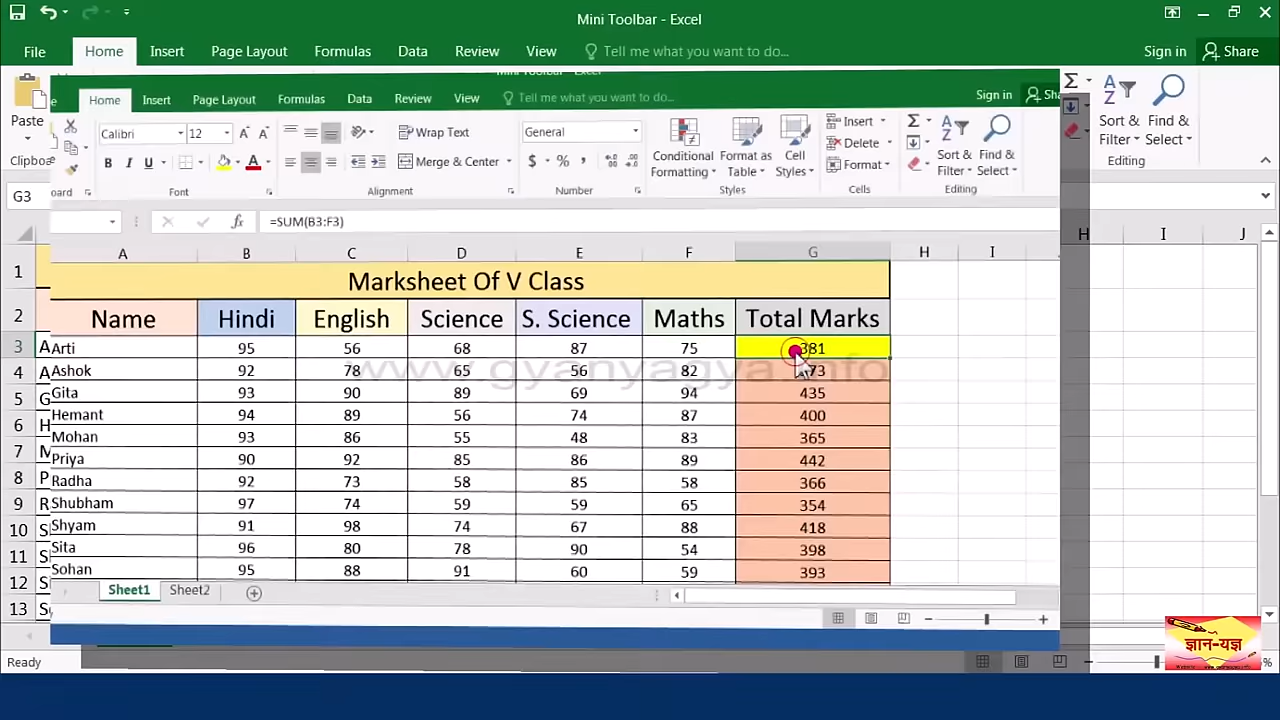 Mini Toolbar - Excel
File Home Insert Page Layout Formulas Data Review View Tell me what you want to do... Sign in Share
Home Insert Page Layout Formulas Data Review View Tell me what you want to do... Sign in
Paste
Calibri 12 Wrap Text General Insert
B I U Merge & Center $ % Delete
Format
Conditional Formatting Format as Table Cell Styles Sort & Filter Find & Select
Sort & Filter Find & Select
Font Alignment Number Styles Cells Editing
Editing
G3
fx =SUM(B3:F3)
A B C D E F G H I
H I J
1 Marksheet Of V Class
2 Name Hindi English Science S. Science Maths Total Marks
3 Arti 95 56 68 87 75 381
4 Ashok 92 78 65 56 82
www.gyanyagya.info
5 Gita 93 90 89 69 94 435
6 Hemant 94 89 56 74 87 400
7 Mohan 93 86 55 48 83 365
8 Priya 90 92 85 86 89 442
9 Radha 92 73 58 85 58 366
10 Shubham 97 74 59 59 65 354
11 Shyam 91 98 74 67 88 418
12 Sita 96 80 78 90 54 398
13 Sohan 95 88 91 60 59 393
Sheet1 Sheet2
Ready
ज्ञान-यज्ञ